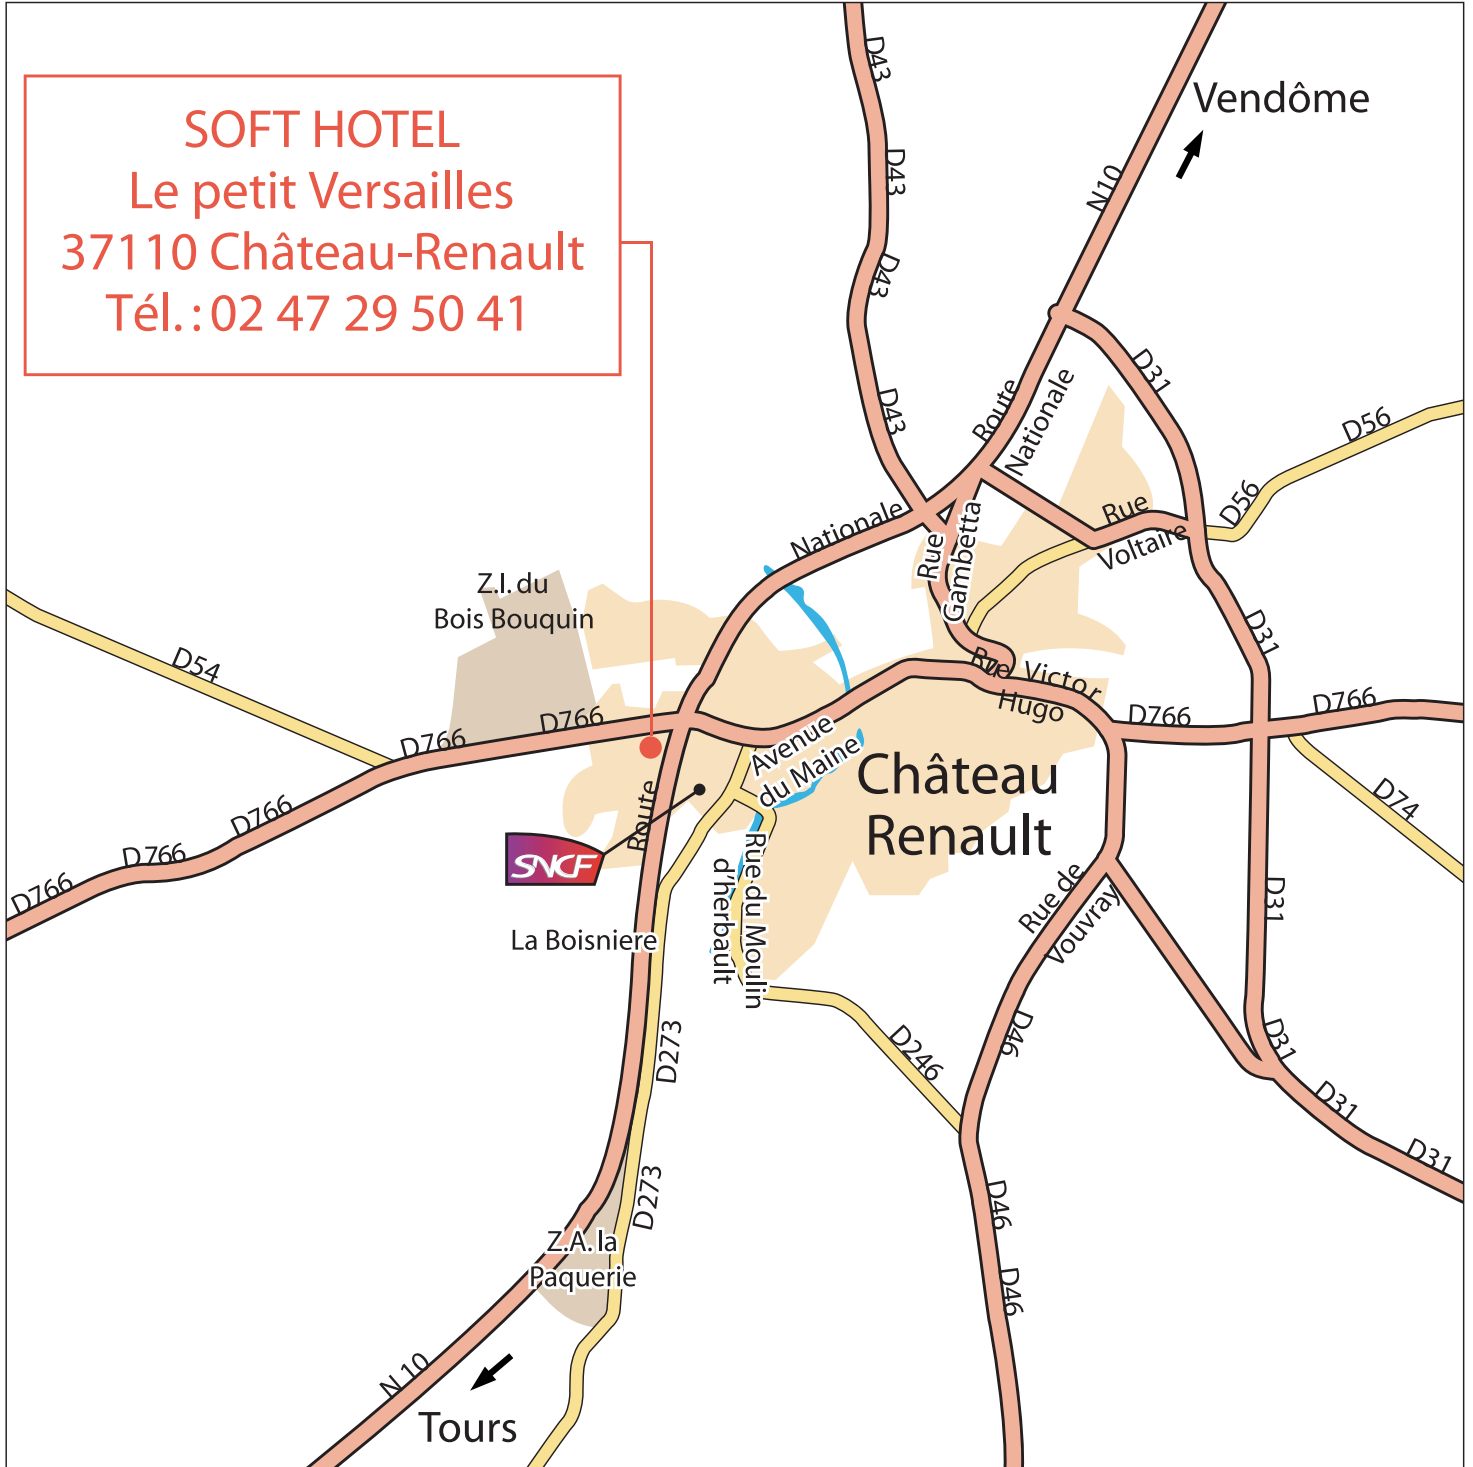 SOFT HOTEL
Le petit Versailles
37110 Château-Renault
Tél.: 02 47 29 50 41
Vendôme
D43
D43
D43
D43
N10
Route
Nationale
D31
D56
D56
Nationale
Rue
Gambetta
Rue
Voltaire
Z.I. du
Bois Bouquin
D54
D31
D766
D766
D766
D766
D766
Rue Victor
Hugo
D766
D766
Avenue
du Maine
Château
Renault
D74
Route
SNCF
Rue du Moulin
d'herbault
Rue de
Vouvray
D31
La Boisniere
D273
D246
D46
D31
D31
D31
D273
D46
D46
Z.A. la
Paquerie
N 10
Tours